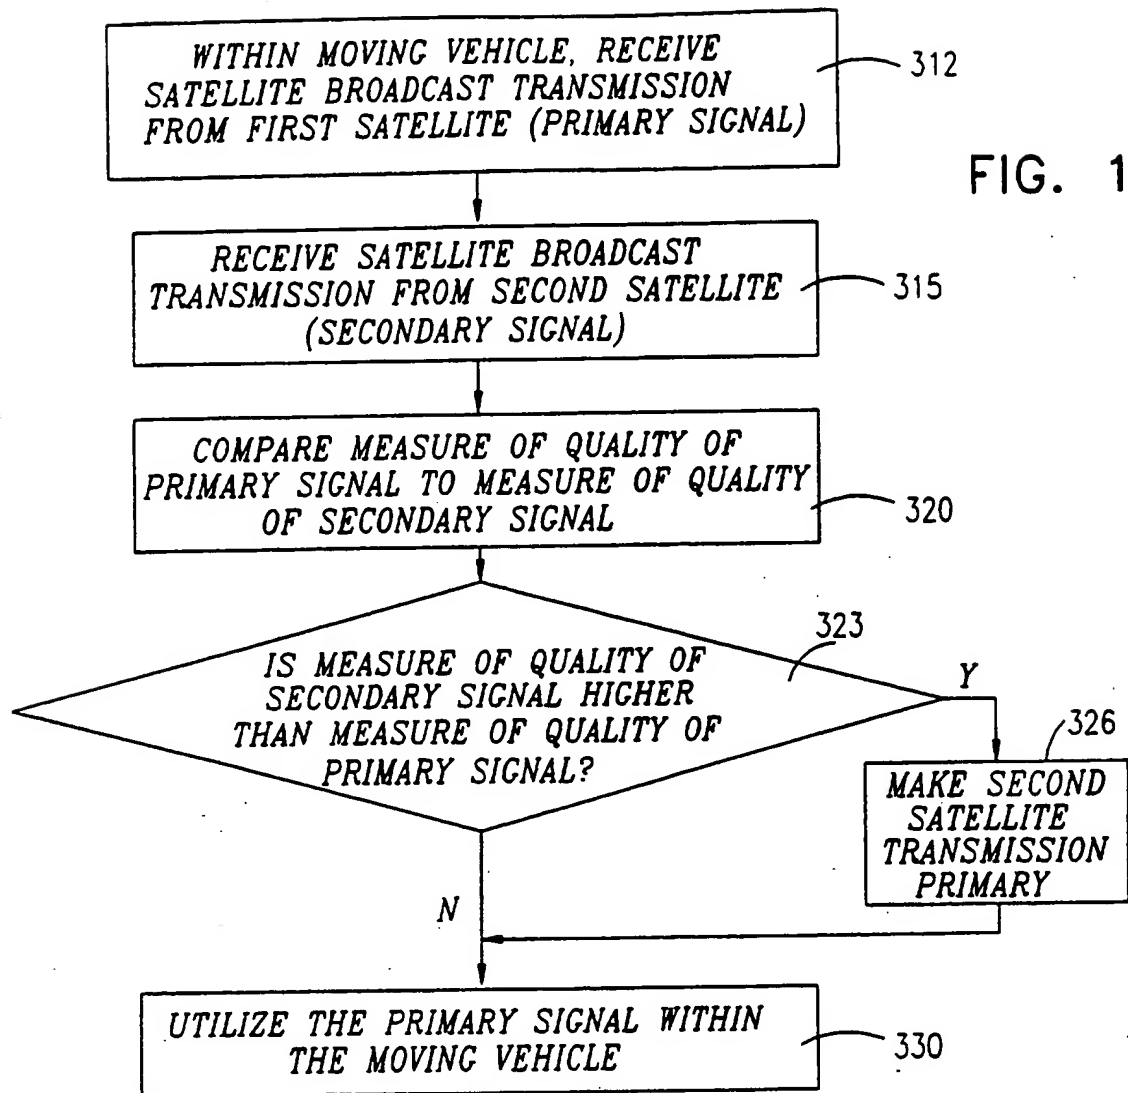 WITHIN MOVING VEHICLE, RECEIVE
SATELLITE BROADCAST TRANSMISSION
FROM FIRST SATELLITE (PRIMARY SIGNAL)
312
FIG. 1
RECEIVE SATELLITE BROADCAST
TRANSMISSION FROM SECOND SATELLITE
(SECONDARY SIGNAL)
315
COMPARE MEASURE OF QUALITY OF
PRIMARY SIGNAL TO MEASURE OF QUALITY
OF SECONDARY SIGNAL
320
323
IS MEASURE OF QUALITY OF
SECONDARY SIGNAL HIGHER
THAN MEASURE OF QUALITY OF
PRIMARY SIGNAL?
Y
326
MAKE SECOND
SATELLITE
TRANSMISSION
PRIMARY
N
UTILIZE THE PRIMARY SIGNAL WITHIN
THE MOVING VEHICLE
330